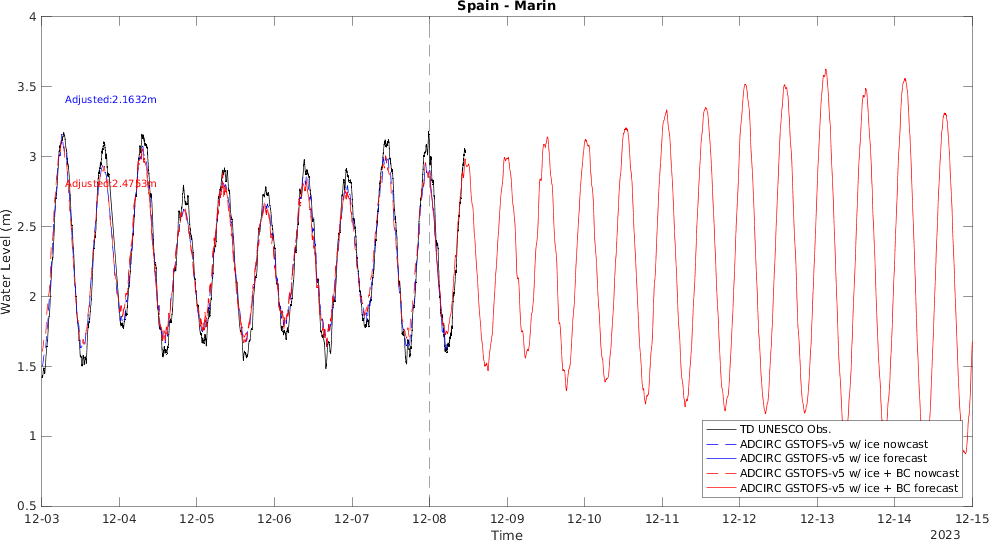 Spain - Marin
Water Level (m)
4
3.5
3
2.5
2
1.5
1
0.5
Adjusted:2.1632m
Adjusted:2.4753m
TD UNESCO Obs.
ADCIRC GSTOFS-v5 w/ ice nowcast
ADCIRC GSTOFS-v5 w/ ice forecast
ADCIRC GSTOFS-v5 w/ ice + BC nowcast
ADCIRC GSTOFS-v5 w/ ice + BC forecast
12-03 12-04 12-05 12-06 12-07 12-08 12-09 12-10 12-11 12-12 12-13 12-14 12-15
Time
2023